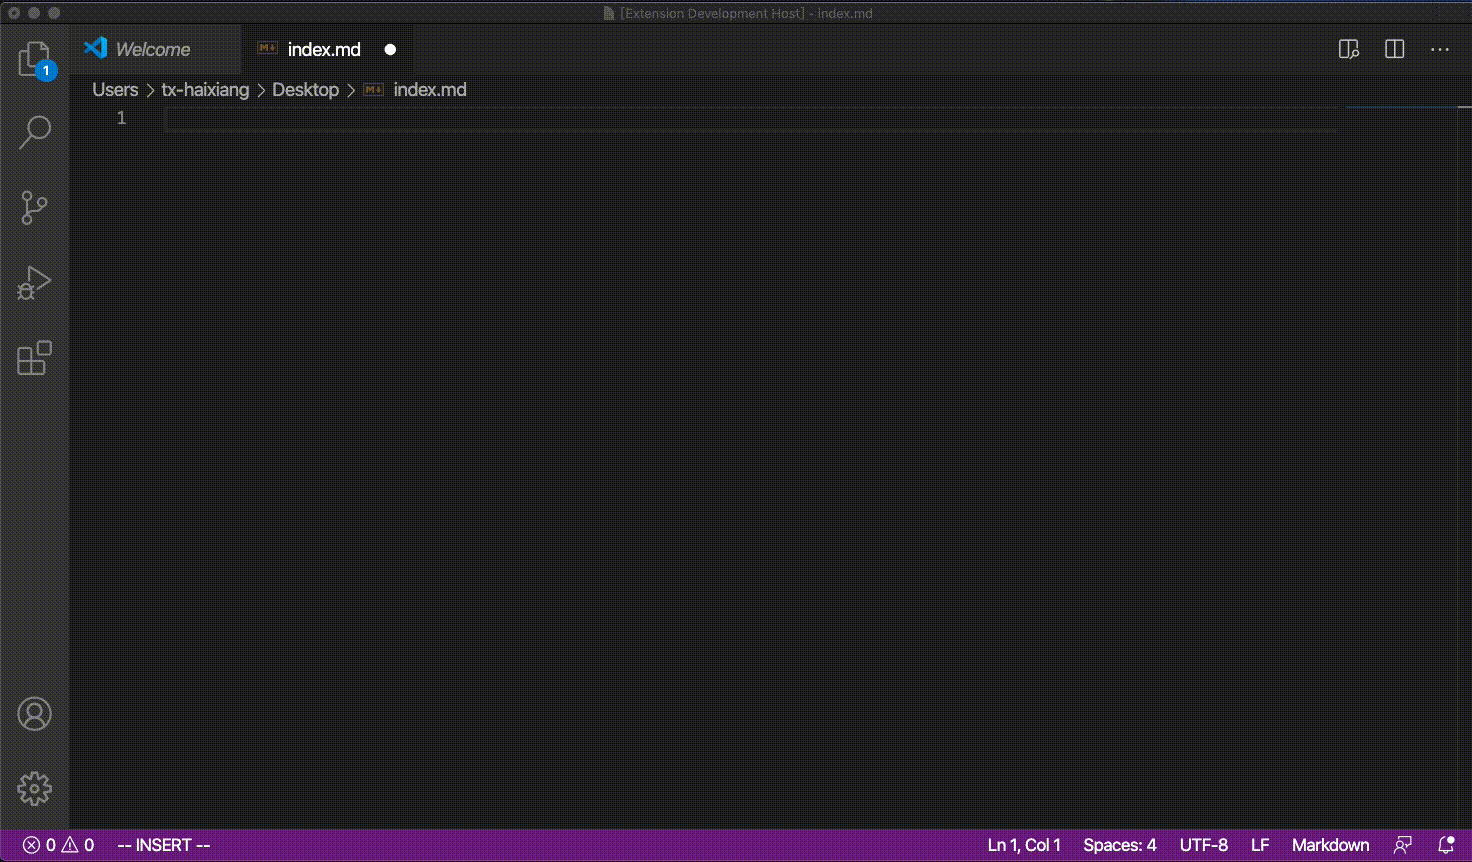 [Extension Development Host] - index.md
Welcome
index.md
1
Users > tx-haixiang > Desktop > index.md
1
0 0 -- INSERT --
Ln 1, Col 1 Spaces: 4 UTF-8 LF Markdown